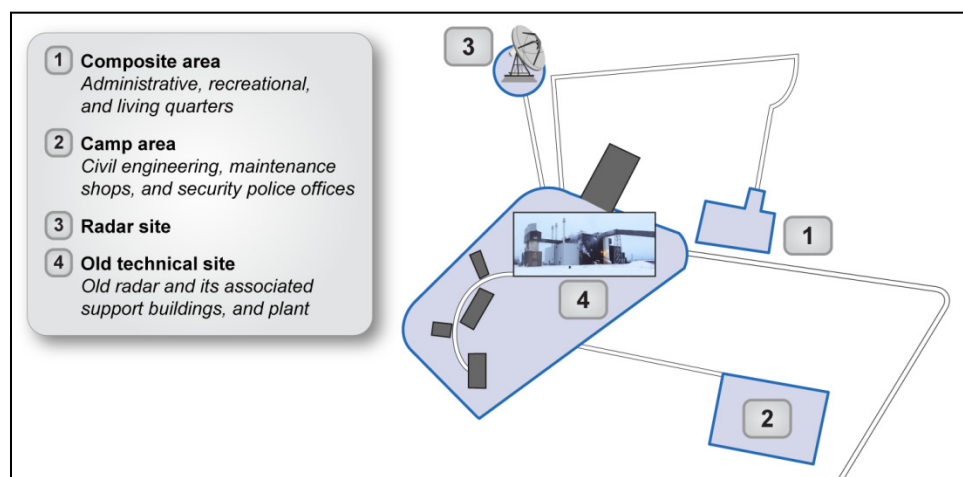 1 Composite area
Administrative, recreational,
and living quarters
2 Camp area
Civil engineering, maintenance
shops, and security police offices
3 Radar site
4 Old technical site
Old radar and its associated
support buildings, and plant
3
1
4
2